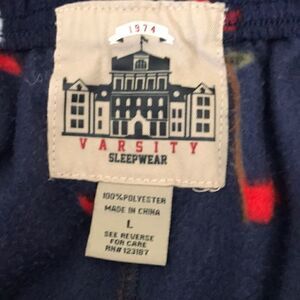 1974
VARSITY
SLEEPWEAR
100% POLYESTER
MADE IN CHINA
L
SEE REVERSE
FOR CARE
RN# 123187